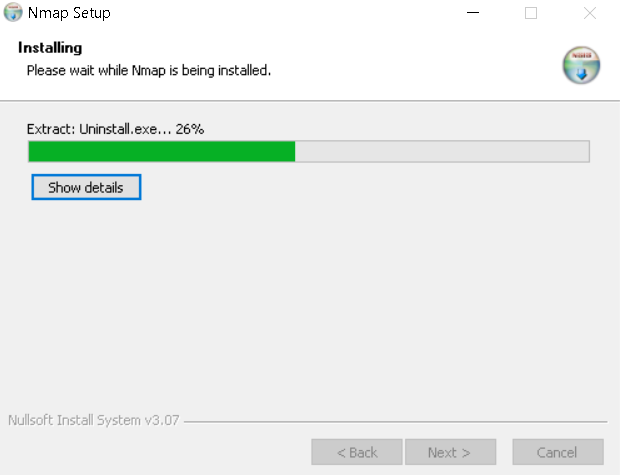 Nmap Setup
Installing
Please wait while Nmap is being installed.
Extract: Uninstall.exe... 26%
Show details
Nullsoft Install System v3.07
< Back Next > Cancel